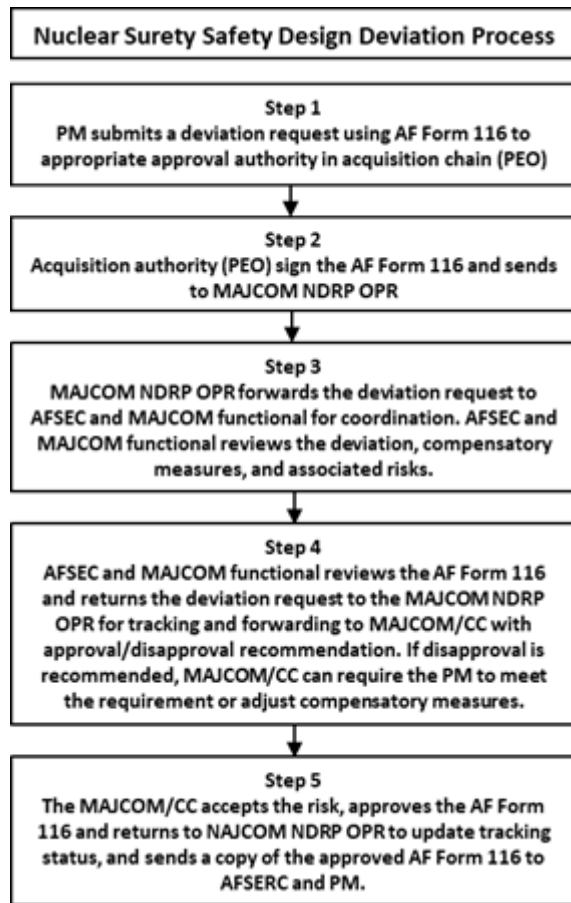 Nuclear Surety Safety Design Deviation Process
Step 1
PM submits a deviation request using AF Form 116 to
appropriate approval authority in acquisition chain (PEO)
Step 2
Acquisition authority (PEO) sign the AF Form 116 and sends
to MAJCOM NDRP OPR
Step 3
MAJCOM NDRP OPR forwards the deviation request to
AFSEC and MAJCOM functional for coordination. AFSEC and
MAJCOM functional reviews the deviation, compensatory
measures, and associated risks.
Step 4
AFSEC and MAJCOM functional reviews the AF Form 116
and returns the deviation request to the MAJCOM NDRP
OPR for tracking and forwarding to MAJCOM/CC with
approval/disapproval recommendation. If disapproval is
recommended, MAJCOM/CC can require the PM to meet
the requirement or adjust compensatory measures.
Step 5
The MAJCOM/CC accepts the risk, approves the AF Form
116 and returns to NAJCOM NDRP OPR to update tracking
status, and sends a copy of the approved AF Form 116 to
AFSERC and PM.